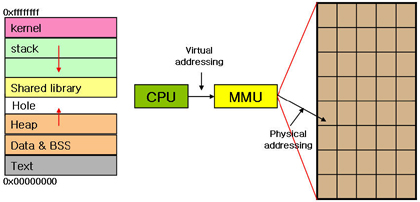 0xffffffff
kernel
stack
Shared library
Hole
Heap
Data & BSS
Text
0x00000000
Virtual
addressing
CPU
MMU
Physical
addressing